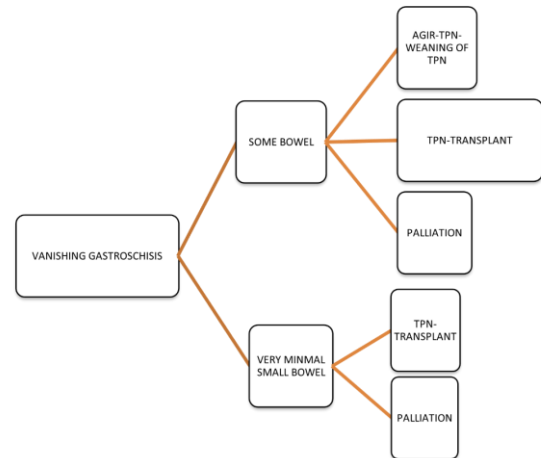 AGIR-TPN-
WEANING OF
TPN
SOME BOWEL
TPN-TRANSPLANT
PALLIATION
VANISHING GASTROSCHISIS
TPN-
TRANSPLANT
VERY MINMAL
SMALL BOWEL
PALLIATION